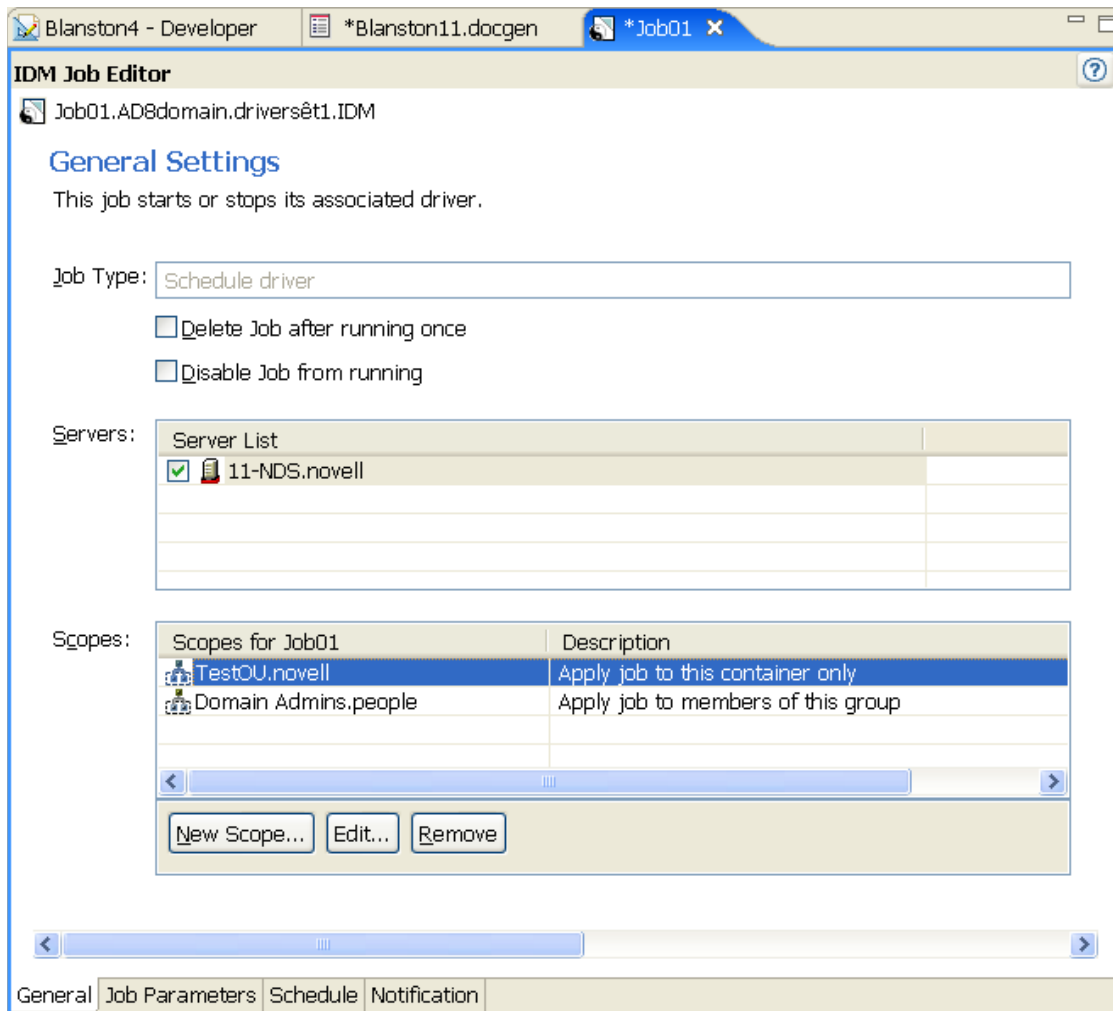 Blanston4 - Developer *Blanston11.docgen *Job01
IDM Job Editor
Job01.AD8domain.driversêt1.IDM
General Settings
This job starts or stops its associated driver.
Job Type: Schedule driver
Delete Job after running once
Disable Job from running
Servers: Server List
11-NDS.novell
Scopes: Scopes for Job01 Description
TestOU.novell Apply job to this container only
Domain Admins.people Apply job to members of this group
New Scope... Edit... Remove
General Job Parameters Schedule Notification